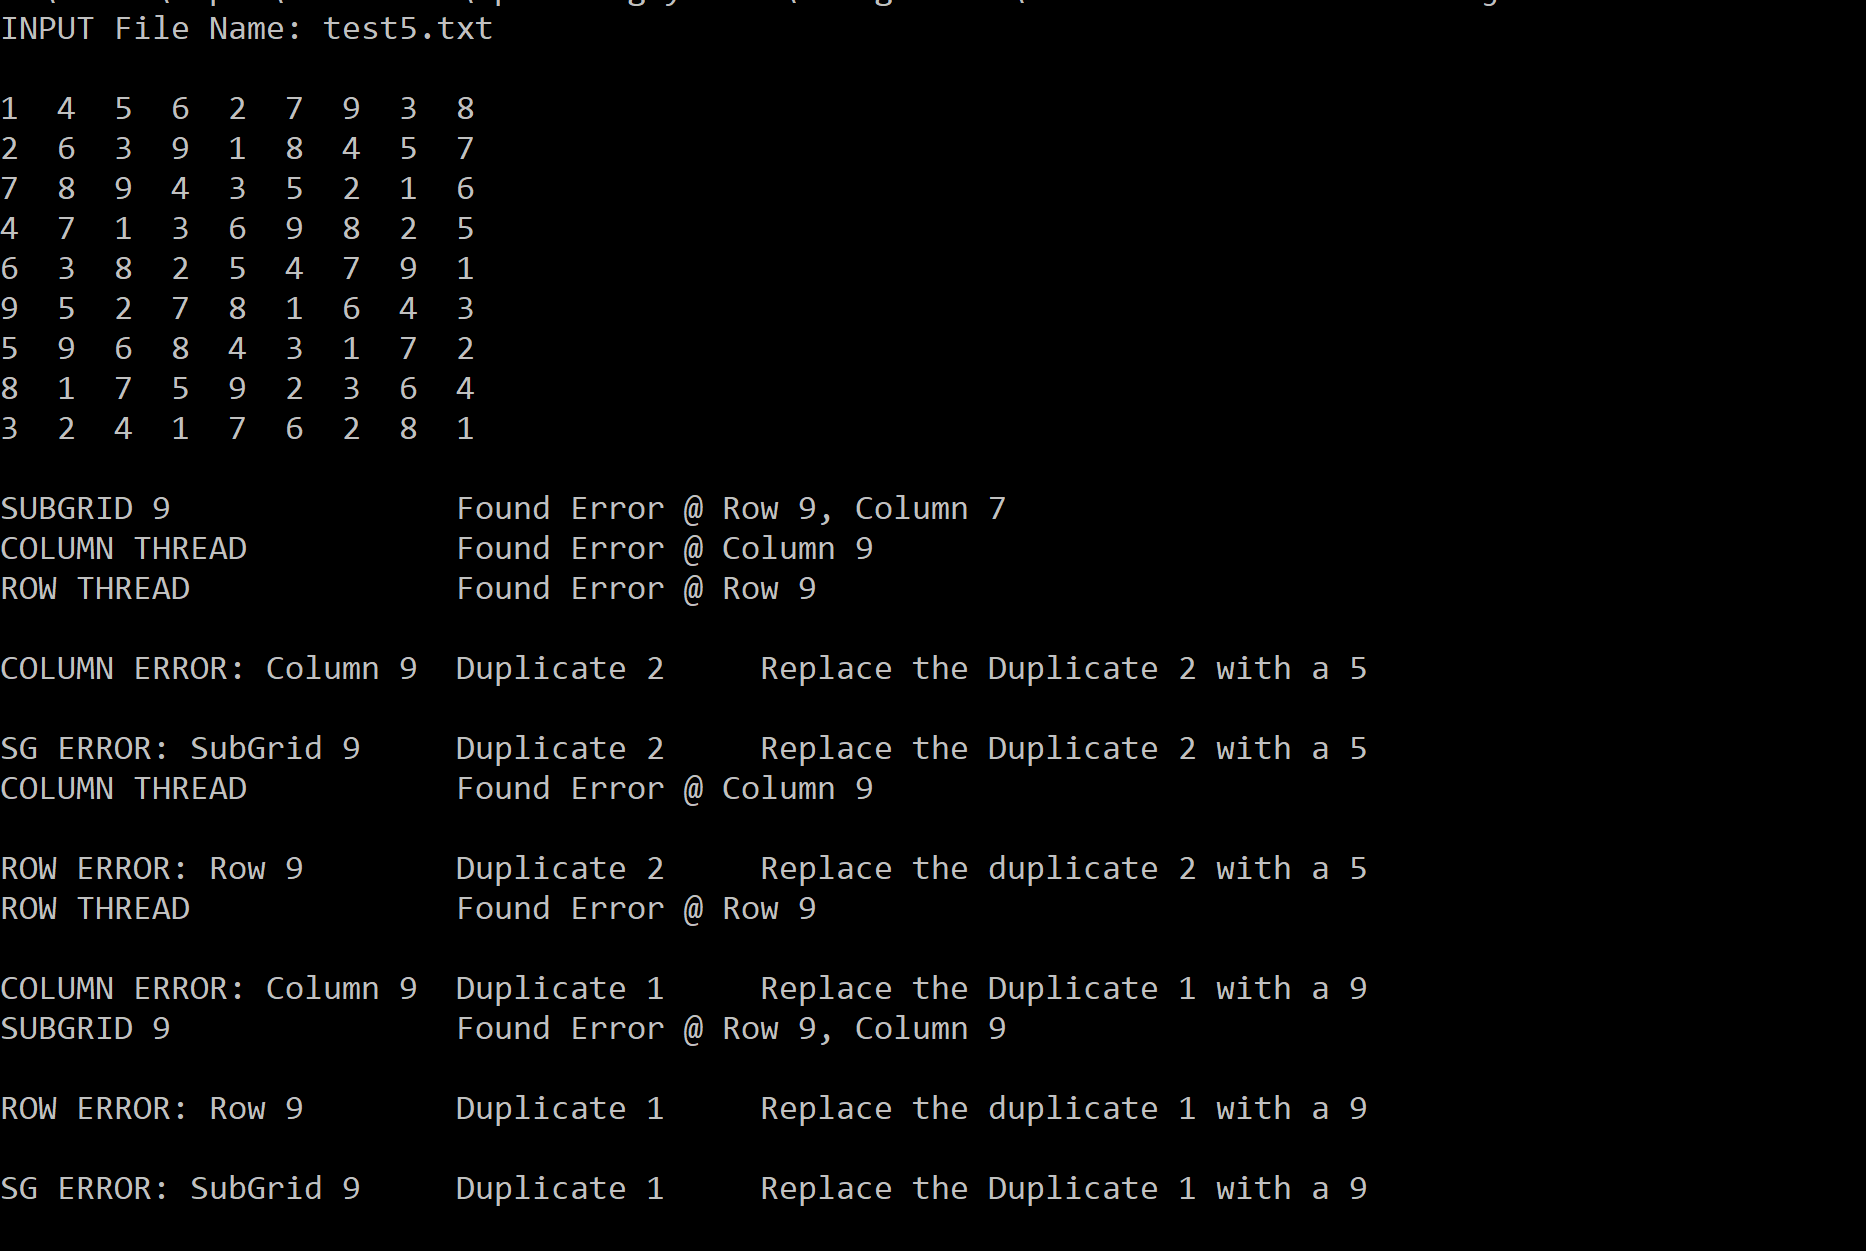 INPUT File Name: test5.txt
1 4 5 6 2 7 9 3 8
2 6 3 9 1 8 4 5 7
7 8 9 4 3 5 2 1 6
4 7 1 3 6 9 8 2 5
6 3 8 2 5 4 7 9 1
9 5 2 7 8 1 6 4 3
5 9 6 8 4 3 1 7 2
8 1 7 5 9 2 3 6 4
3 2 4 1 7 6 2 8 1
SUBGRID 9 Found Error @ Row 9, Column 7
COLUMN THREAD Found Error @ Column 9
ROW THREAD Found Error @ Row 9
COLUMN ERROR: Column 9 Duplicate 2 Replace the Duplicate 2 with a 5
SG ERROR: SubGrid 9 Duplicate 2 Replace the Duplicate 2 with a 5
COLUMN THREAD Found Error @ Column 9
ROW ERROR: Row 9 Duplicate 2 Replace the duplicate 2 with a 5
ROW THREAD Found Error @ Row 9
COLUMN ERROR: Column 9 Duplicate 1 Replace the Duplicate 1 with a 9
SUBGRID 9 Found Error @ Row 9, Column 9
ROW ERROR: Row 9 Duplicate 1 Replace the duplicate 1 with a 9
SG ERROR: SubGrid 9 Duplicate 1 Replace the Duplicate 1 with a 9